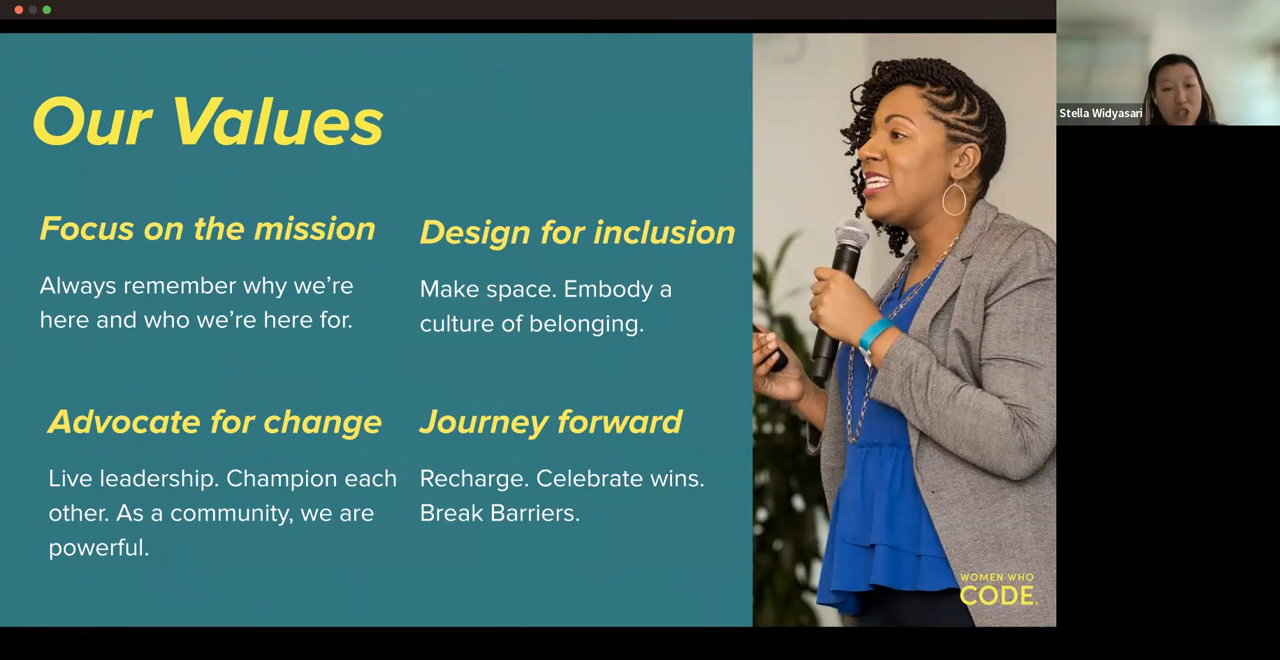 Our Values
Focus on the mission
Always remember why we're
here and who we're here for.
Design for inclusion
Make space. Embody a
culture of belonging.
Advocate for change
Live leadership. Champion each
other. As a community, we are
powerful.
Journey forward
Recharge. Celebrate wins.
Break Barriers.
WOMEN WHO
CODE
Stella Widyasari